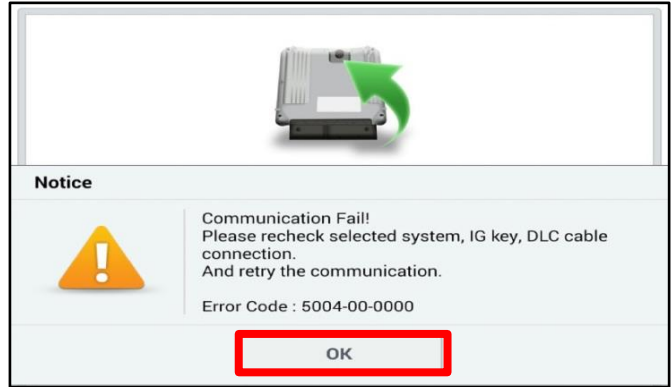 Notice
Communication Fail!
Please recheck selected system, IG key, DLC cable
connection.
And retry the communication.
Error Code : 5004-00-0000
OK